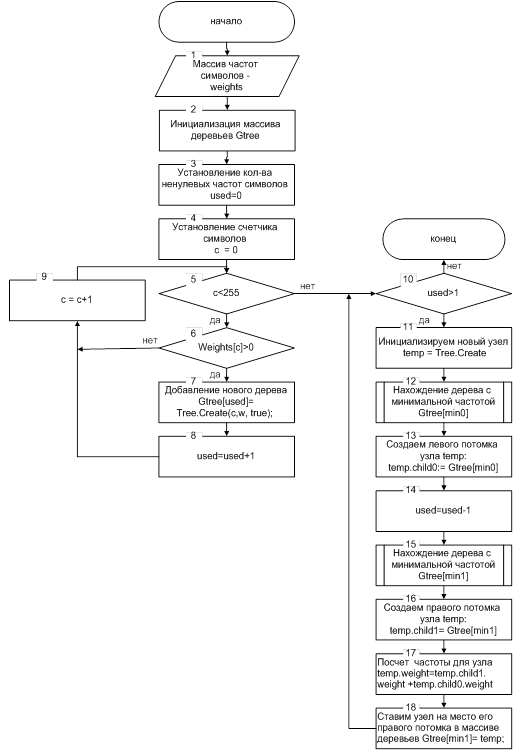 начало
1
Массив частот
символов -
weights
2
Инициализация массива
деревьев Gtree
3
Установление кол-ва
ненулевых частот символов
used=0
4
Установление счетчика
символов
c = 0
9
c = c+1
5
c<255
нет
да
6
Weights[c]>0
нет
да
7
Добавление нового дерева
Gtree[used]=
Tree.Create(c,w, true);
8
used=used+1
конец
нет
10
used>1
да
11
Инициализируем новый узел
temp = Tree.Create
12
Нахождение дерева с
минимальной частотой
Gtree[min0]
13
Создаем левого потомка
узла temp:
temp.child0:= Gtree[min0]
14
used=used-1
15
Нахождение дерева с
минимальной частотой
Gtree[min1]
16
Создаем правого потомка
узла temp:
temp.child1= Gtree[min1]
17
Посчет частоты для узла
temp.weight=temp.child1.
weight +temp.child0.weight
18
Ставим узел на место его
правого потомка в массиве
деревьев Gtree[min1]= temp;